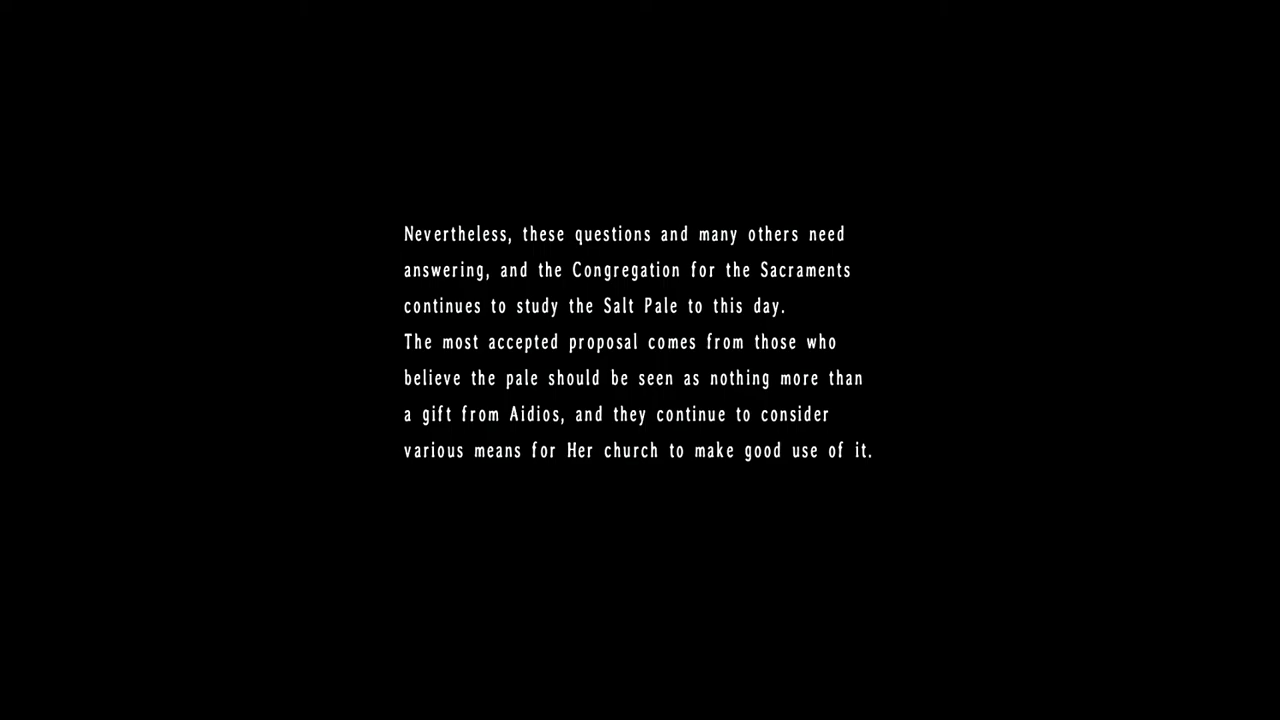 Nevertheless, these questions and many others need
answering, and the Congregation for the Sacraments
continues to study the Salt Pale to this day.
The most accepted proposal comes from those who
believe the pale should be seen as nothing more than
a gift from Aidios, and they continue to consider
various means for Her church to make good use of it.